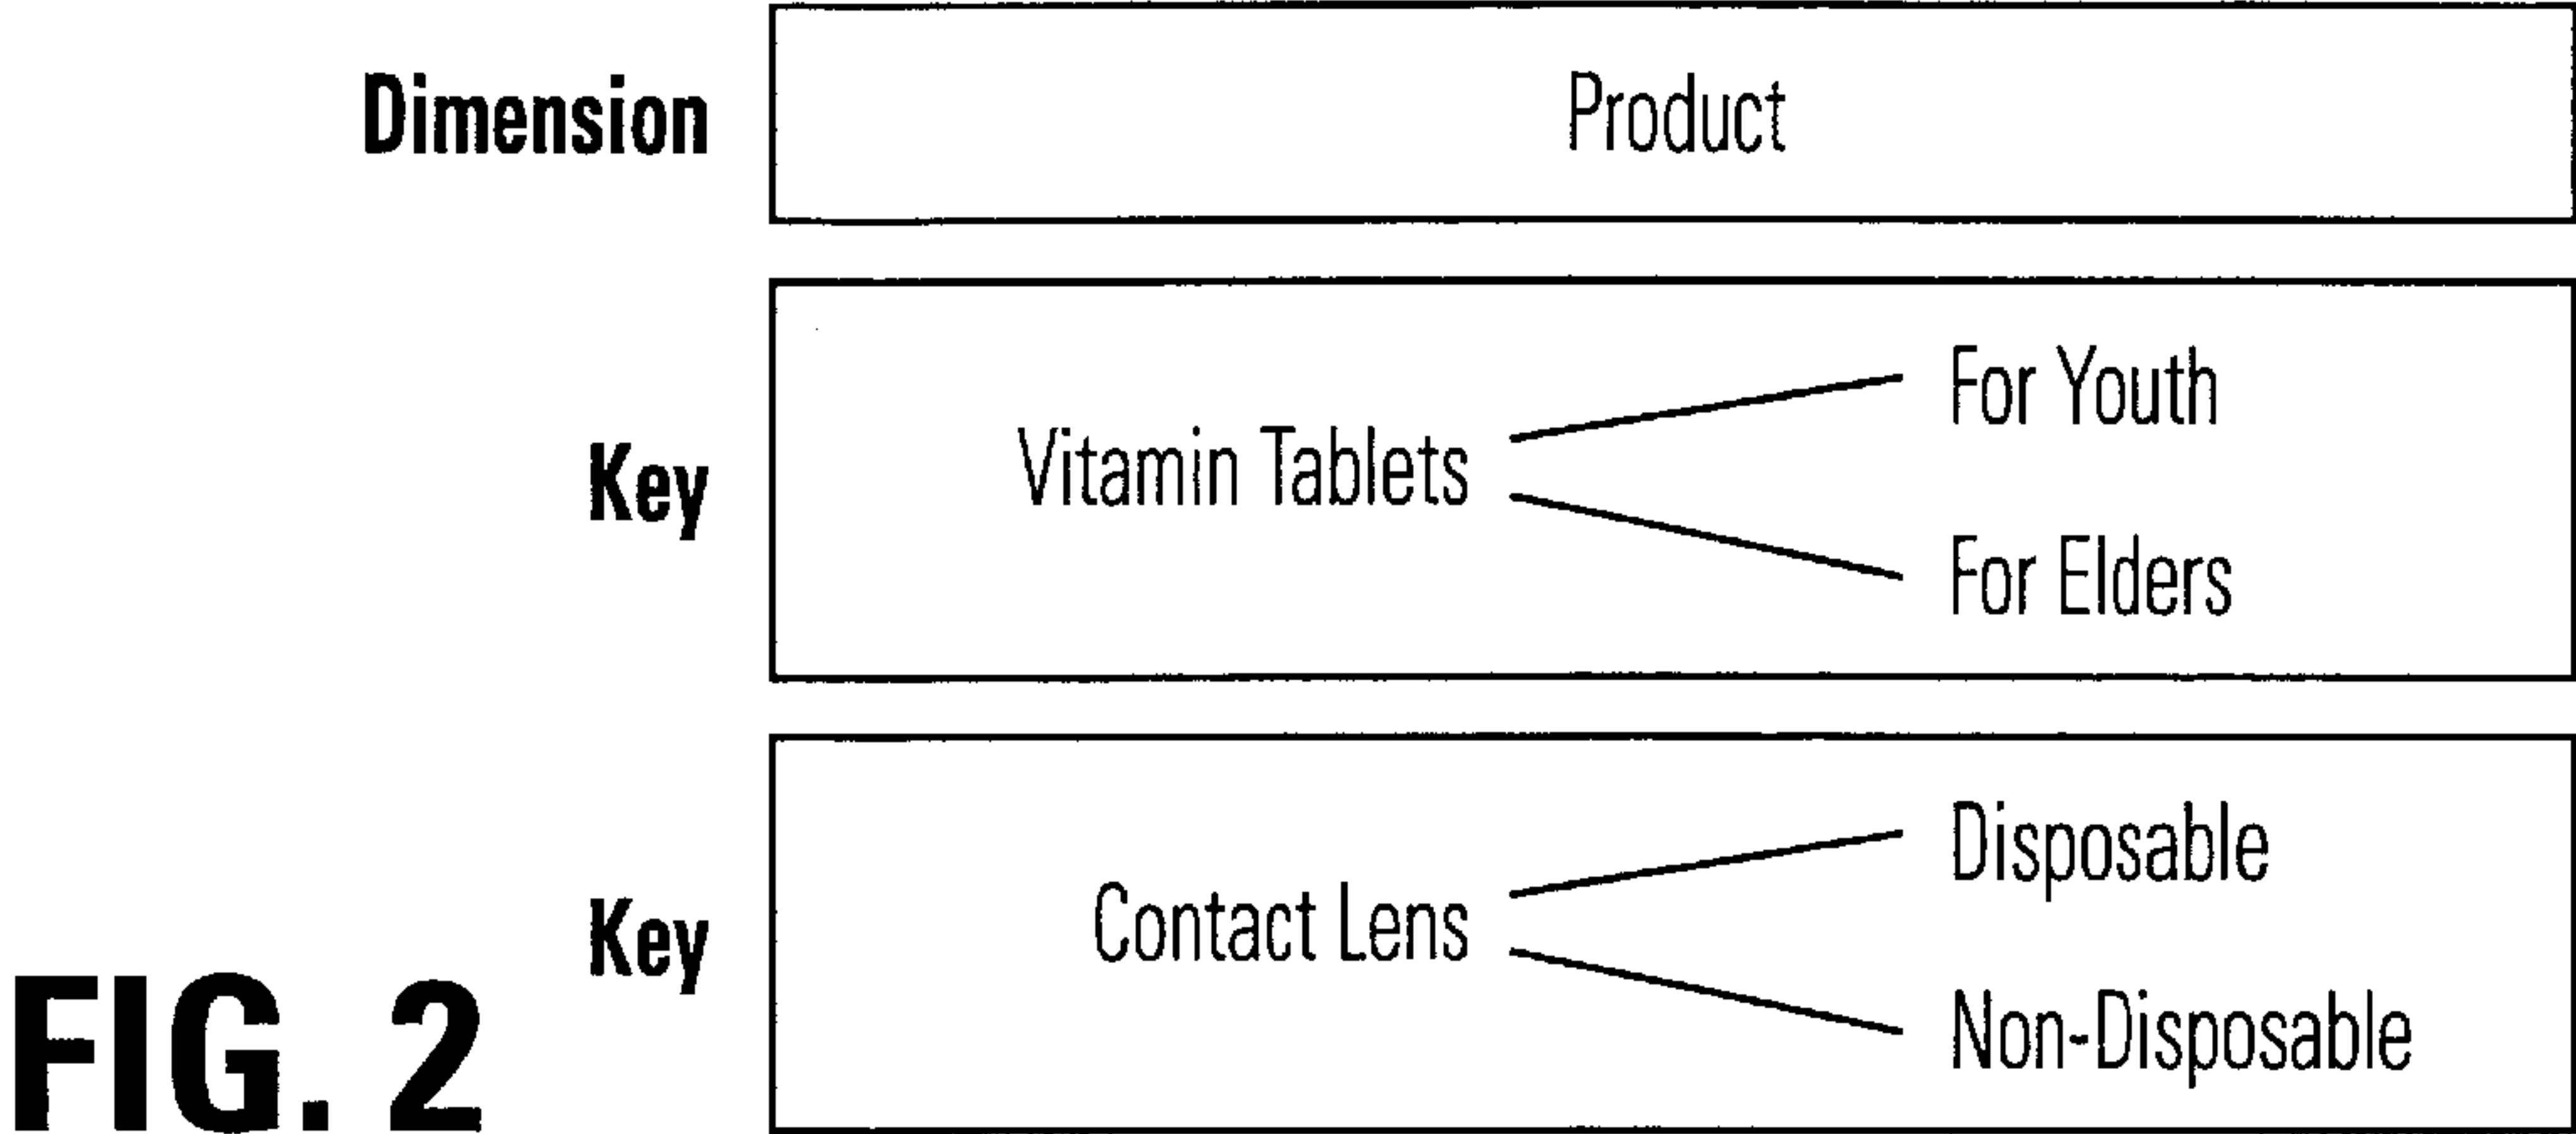 Dimension
Product
Key
Vitamin Tablets
For Youth
For Elders
Key
Contact Lens
Disposable
Non-Disposable
FIG. 2